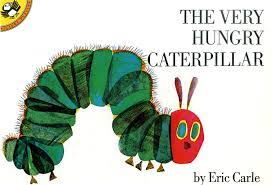 THE VERY
HUNGRY
CATERPILLAR
by Eric Carle